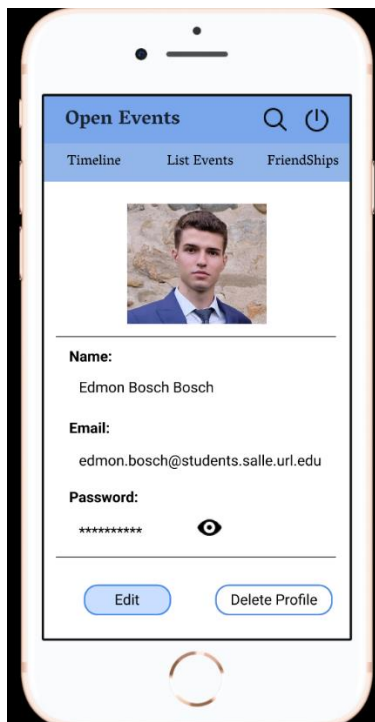 Open Events
Timeline List Events FriendShips
Name:
Edmon Bosch Bosch
Email:
edmon.bosch@students.salle.url.edu
Password:
**********
Edit Delete Profile